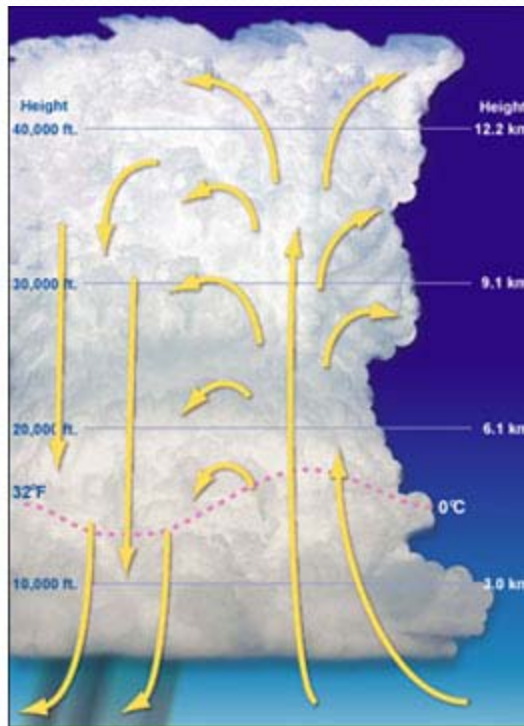 Height
40,000 ft.
Height
12.2 km
30,000 ft.
9.1 km
20,000 ft.
6.1 km
32°F
0°C
10,000 ft.
3.0 km